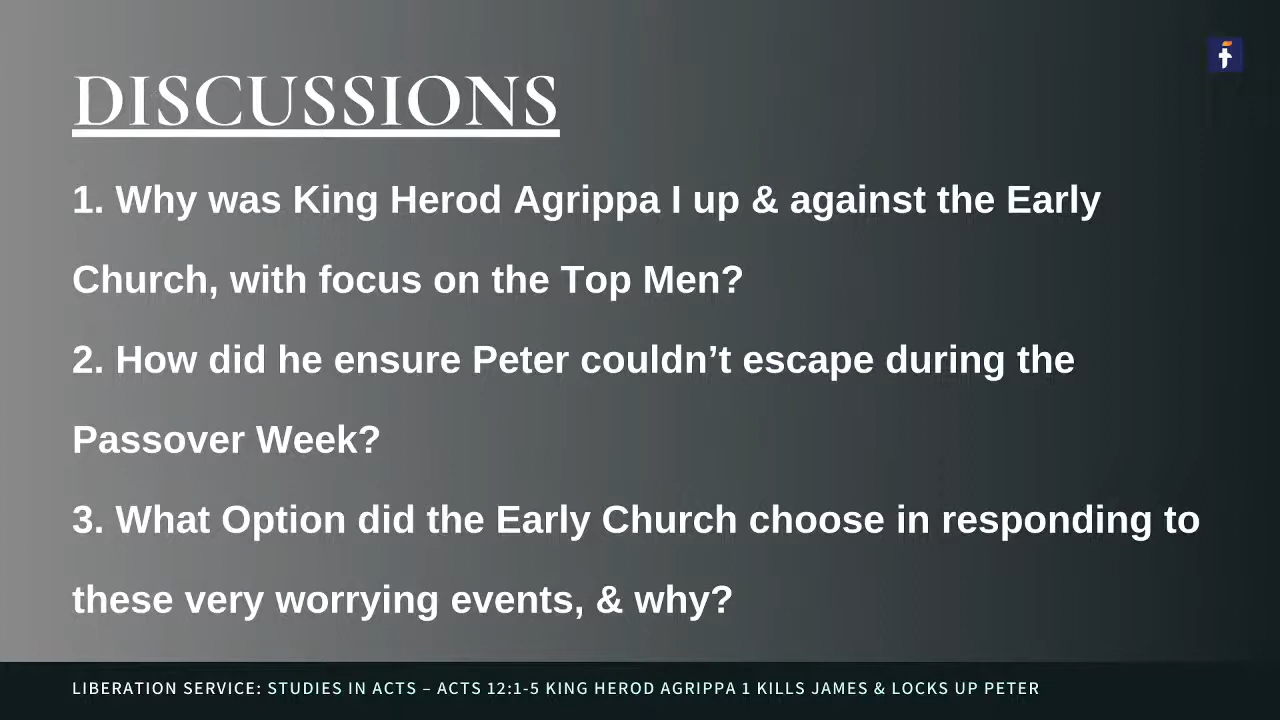 DISCUSSIONS
1. Why was King Herod Agrippa I up & against the Early
Church, with focus on the Top Men?
2. How did he ensure Peter couldn’t escape during the
Passover Week?
3. What Option did the Early Church choose in responding to
these very worrying events, & why?
LIBERATION SERVICE: STUDIES IN ACTS – ACTS 12:1-5 KING HEROD AGRIPPA 1 KILLS JAMES & LOCKS UP PETER